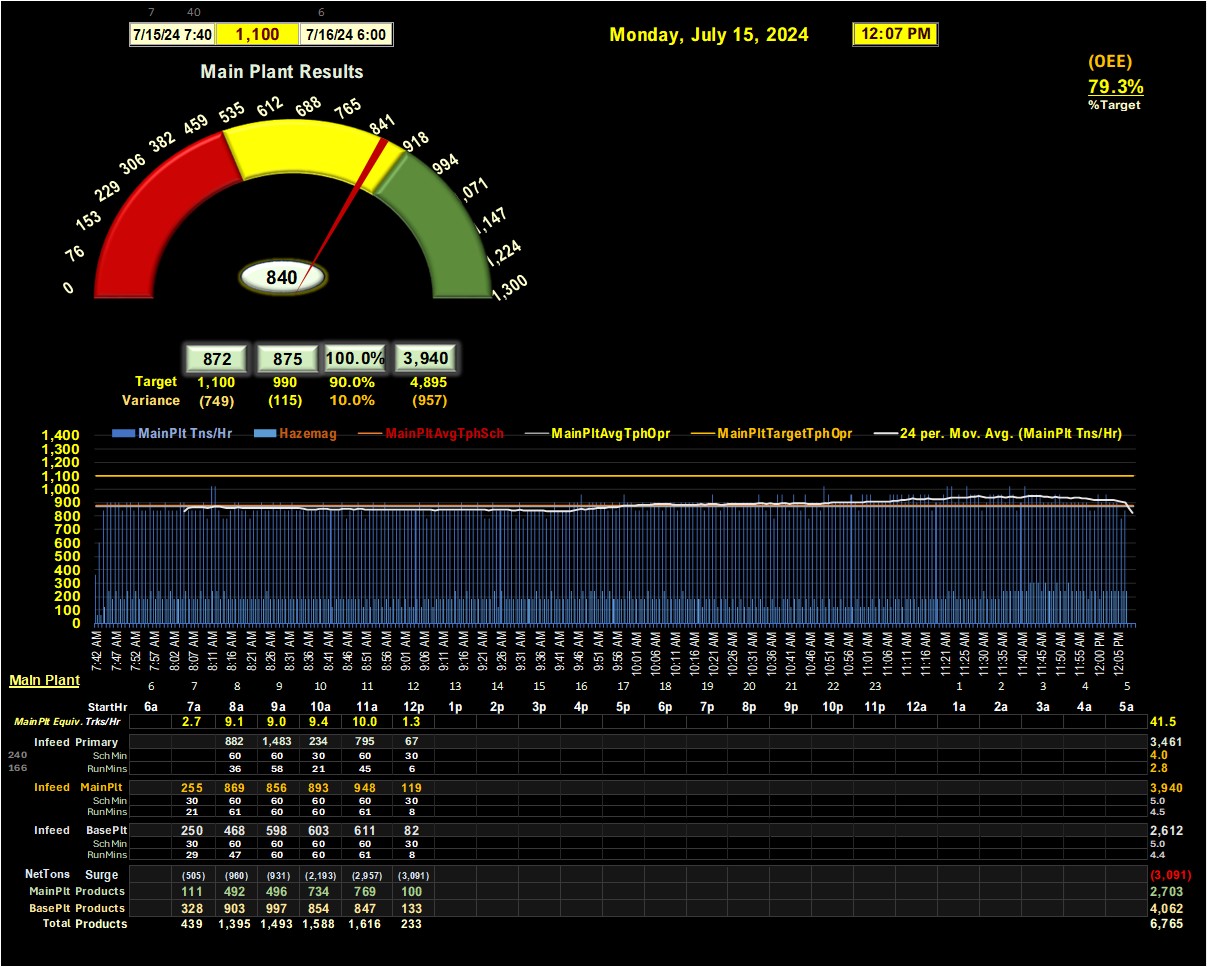 7 40 6
7/15/24 7:40 1,100 7/16/24 6:00 Monday, July 15, 2024 12:07 PM
(OEE)
79.3%
%Target
Main Plant Results
0 76 153 229 306 382 459 535 612 688 765 841 918 994 ,071 ,147 1,224 1,300
840
872 875 100.0% 3,940
Target 1,100 990 90.0% 4,895
Variance (749) (115) 10.0% (957)
MainPlt Tns/Hr Hazemag MainPltAvgTphSch MainPltAvgTphOpr MainPltTargetTphOpr 24 per. Mov. Avg. (MainPlt Tns/Hr)
1,400
1,300
1,200
1,100
1,000
900
800
700
600
500
400
300
200
100
0
7:42 AM 7:47 AM 7:52 AM 7:57 AM 8:02 AM 8:07 AM 8:11 AM 8:16 AM 8:21 AM 8:26 AM 8:31 AM 8:36 AM 8:41 AM 8:46 AM 8:51 AM 8:56 AM 9:01 AM 9:06 AM 9:11 AM 9:16 AM 9:21 AM 9:28 AM 9:31 AM 9:36 AM 9:41 AM 9:46 AM 9:51 AM 9:56 AM 10:01 AM 10:06 AM 10:11 AM 10:16 AM 10:21 AM 10:26 AM 10:31 AM 10:36 AM 10:41 AM 10:46 AM 10:51 AM 10:56 AM 11:01 AM 11:06 AM 11:11 AM 11:16 AM 11:21 AM 11:25 AM 11:30 AM 11:35 AM 11:40 AM 11:45 AM 11:50 AM 11:55 AM 12:00 PM 12:05 PM
Main Plant 6 7 8 9 10 11 12 13 14 15 16 17 18 19 20 21 22 23 1 2 3 4 5
StartHr 6a 7a 8a 9a 10a 11a 12p 1p 2p 3p 4p 5p 6p 7p 8p 9p 10p 11p 12a 1a 2a 3a 4a 5a
MainPlt Equiv. Trks/Hr 2.7 9.1 9.0 9.4 10.0 1.3 41.5
Infeed Primary 882 1,483 234 795 67 3,461
240 Sch Min 60 60 30 60 30 4.0
166 RunMins 36 58 21 45 6 2.8
Infeed MainPlt 255 869 856 893 948 119 3,940
Sch Min 30 60 60 60 60 30 5.0
RunMins 21 61 60 60 61 8 4.5
Infeed BasePlt 250 468 598 603 611 82 2,612
Sch Min 30 60 60 60 60 30 5.0
RunMins 29 47 60 60 61 8 4.4
NetTons Surge (505) (960) (931) (2,193) (2,957) (3,091) (3,091)
MainPlt Products 111 492 496 734 769 100 2,703
BasePlt Products 328 903 997 854 847 133 4,062
Total Products 439 1,395 1,493 1,588 1,616 233 6,765